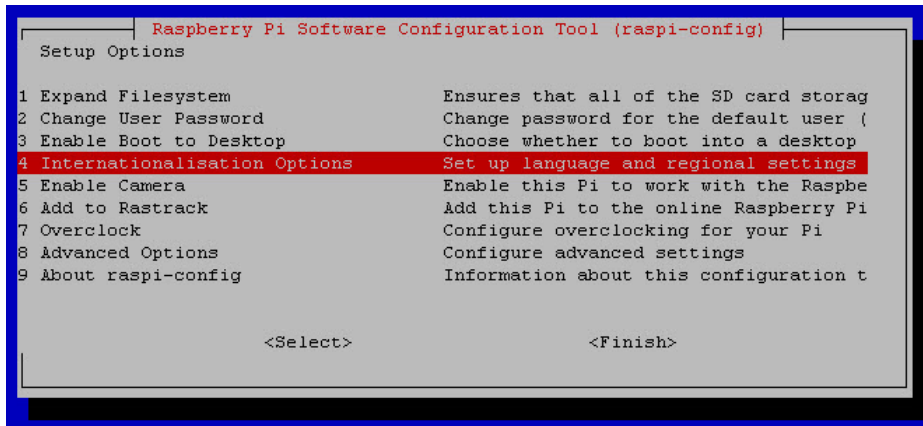 Raspberry Pi Software Configuration Tool (raspi-config)
Setup Options
1 Expand Filesystem Ensures that all of the SD card storag
2 Change User Password Change password for the default user (
3 Enable Boot to Desktop Choose whether to boot into a desktop
4 Internationalisation Options Set up language and regional settings
5 Enable Camera Enable this Pi to work with the Raspbe
6 Add to Rastrack Add this Pi to the online Raspberry Pi
7 Overclock Configure overclocking for your Pi
8 Advanced Options Configure advanced settings
9 About raspi-config Information about this configuration t
<Select> <Finish>